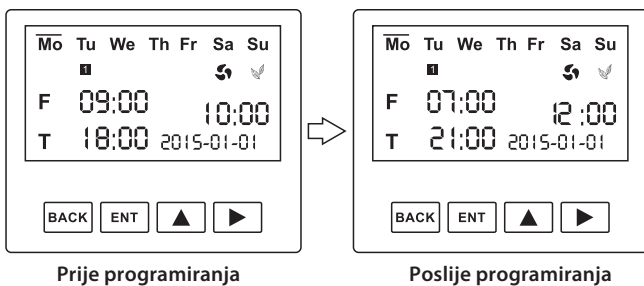 Mo Tu We Th Fr Sa Su
1
F 09:00 10:00
T 18:00 2015-01-01
BACK ENT
Prije programiranja
Mo Tu We Th Fr Sa Su
1
F 07:00 12:00
T 21:00 2015-01-01
BACK ENT
Poslije programiranja